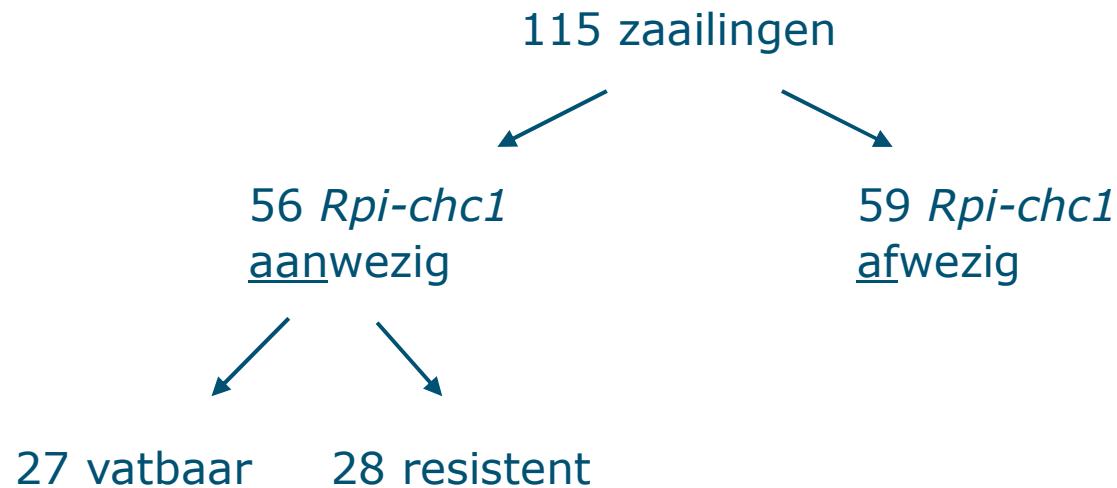 115 zaailingen
56 Rpi-chc1
aanwezig
59 Rpi-chc1
afwezig
27 vatbaar
28 resistent